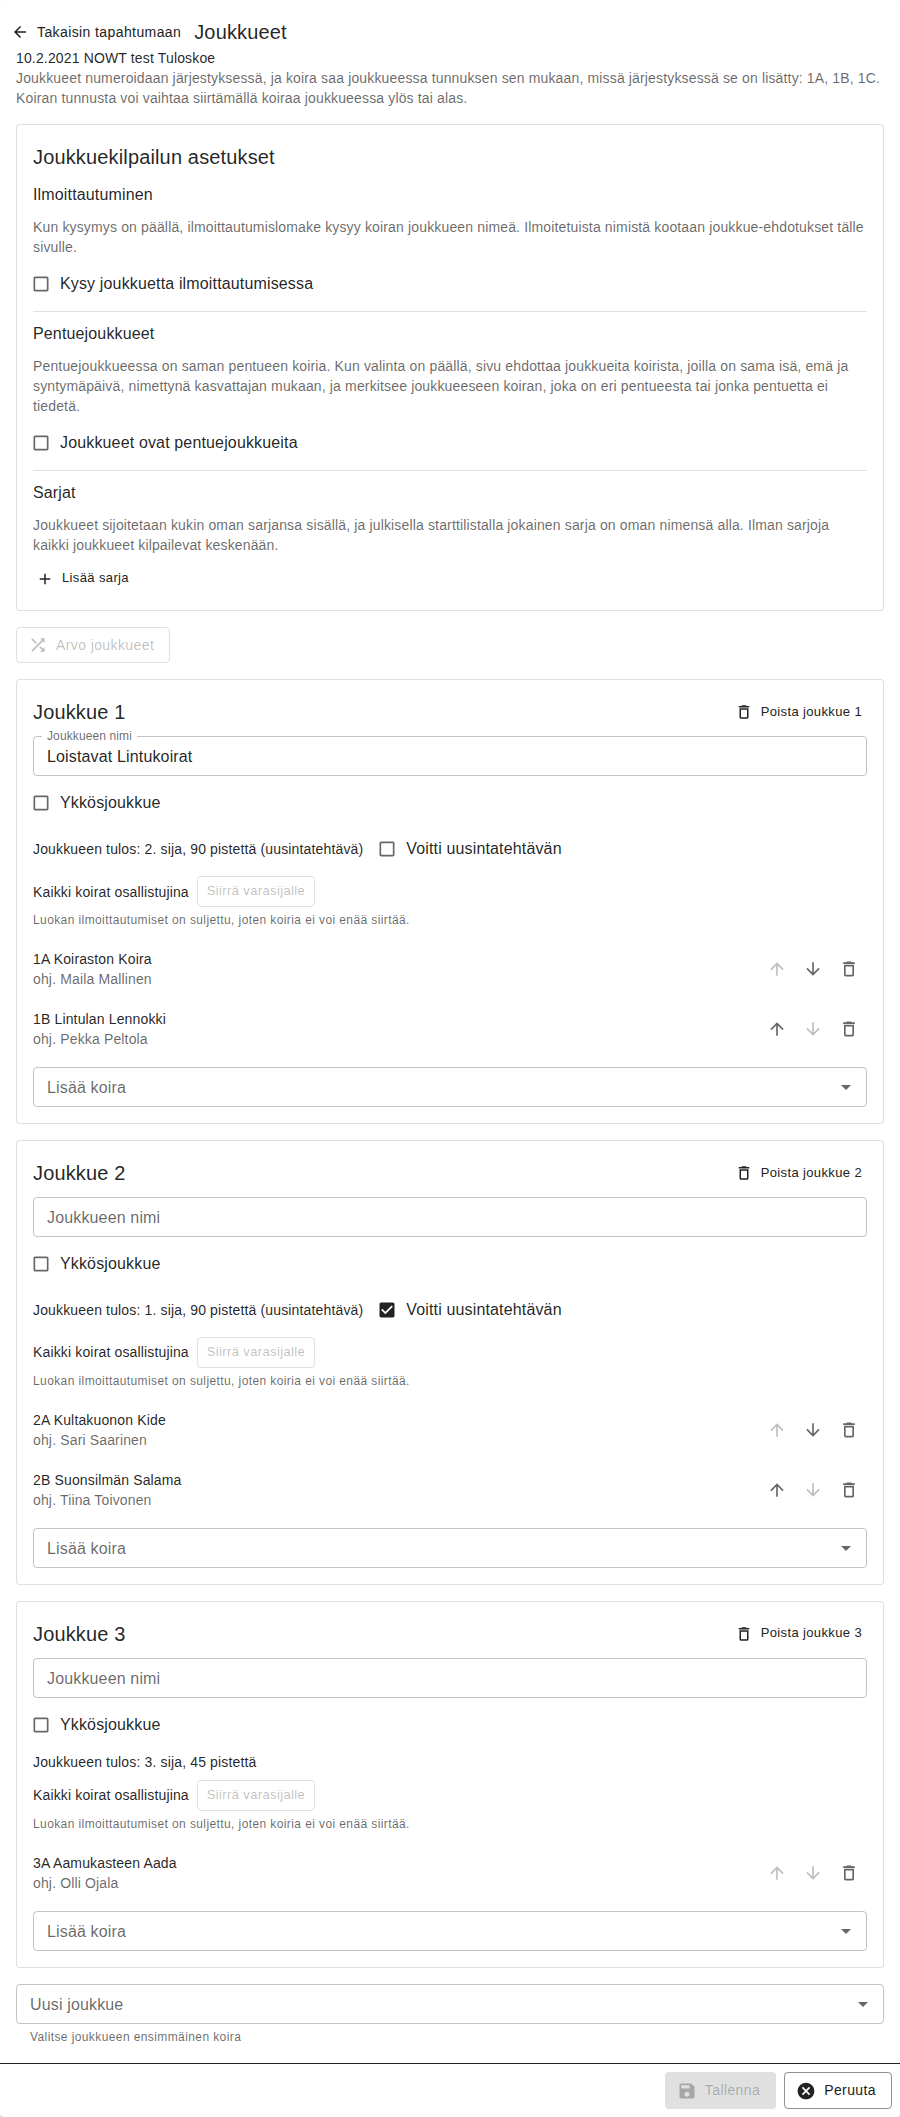 Takaisin tapahtumaan Joukkueet
10.2.2021 NOWT test Tuloskoe
Joukkueet numeroidaan järjestyksessä, ja koira saa joukkueessa tunnuksen sen mukaan, missä järjestyksessä se on lisätty: 1A, 1B, 1C.
Koiran tunnusta voi vaihtaa siirtämällä koiraa joukkueessa ylös tai alas.
Joukkuekilpailun asetukset
Ilmoittautuminen
Kun kysymys on päällä, ilmoittautumislomake kysyy koiran joukkueen nimeä. Ilmoitetuista nimistä kootaan joukkue-ehdotukset tälle
sivulle.
Kysy joukkuetta ilmoittautumisessa
Pentuejoukkueet
Pentuejoukkueessa on saman pentueen koiria. Kun valinta on päällä, sivu ehdottaa joukkueita koirista, joilla on sama isä, emä ja
syntymäpäivä, nimettynä kasvattajan mukaan, ja merkitsee joukkueeseen koiran, joka on eri pentueesta tai jonka pentuetta ei
tiedetä.
Joukkueet ovat pentuejoukkueita
Sarjat
Joukkueet sijoitetaan kukin oman sarjansa sisällä, ja julkisella starttilistalla jokainen sarja on oman nimensä alla. Ilman sarjoja
kaikki joukkueet kilpailevat keskenään.
Lisää sarja
Arvo joukkueet
Joukkue 1 Poista joukkue 1
Joukkueen nimi
Loistavat Lintukoirat
Ykkösjoukkue
Joukkueen tulos: 2. sija, 90 pistettä (uusintatehtävä) Voitti uusintatehtävän
Kaikki koirat osallistujina Siirrä varasijalle
Luokan ilmoittautumiset on suljettu, joten koiria ei voi enää siirtää.
1A Koiraston Koira
ohj. Maila Mallinen
1B Lintulan Lennokki
ohj. Pekka Peltola
Lisää koira
Joukkue 2 Poista joukkue 2
Joukkueen nimi
Ykkösjoukkue
Joukkueen tulos: 1. sija, 90 pistettä (uusintatehtävä) Voitti uusintatehtävän
Kaikki koirat osallistujina Siirrä varasijalle
Luokan ilmoittautumiset on suljettu, joten koiria ei voi enää siirtää.
2A Kultakuonon Kide
ohj. Sari Saarinen
2B Suonsilmän Salama
ohj. Tiina Toivonen
Lisää koira
Joukkue 3 Poista joukkue 3
Joukkueen nimi
Ykkösjoukkue
Joukkueen tulos: 3. sija, 45 pistettä
Kaikki koirat osallistujina Siirrä varasijalle
Luokan ilmoittautumiset on suljettu, joten koiria ei voi enää siirtää.
3A Aamukasteen Aada
ohj. Olli Ojala
Lisää koira
Uusi joukkue
Valitse joukkueen ensimmäinen koira
Tallenna Peruuta